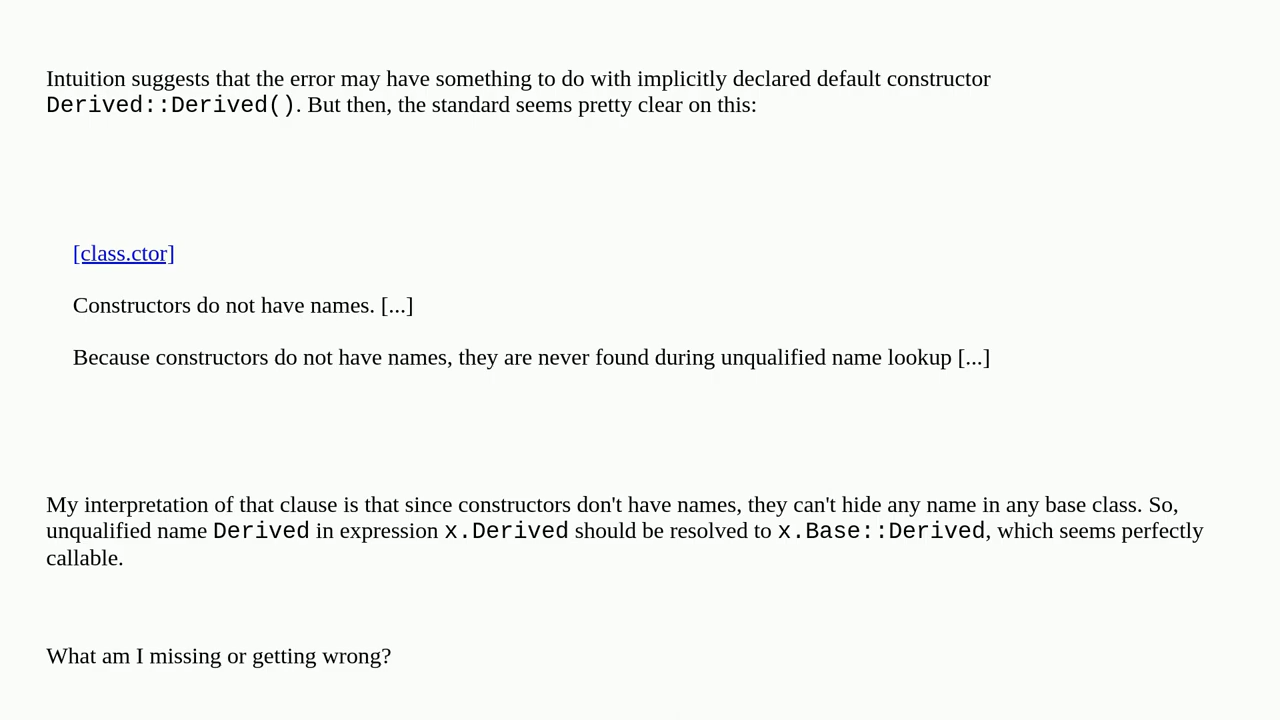 Intuition suggests that the error may have something to do with implicitly declared default constructor
Derived::Derived(). But then, the standard seems pretty clear on this:
[class.ctor]
Constructors do not have names. [...]
Because constructors do not have names, they are never found during unqualified name lookup [...]
My interpretation of that clause is that since constructors don't have names, they can't hide any name in any base class. So,
unqualified name Derived in expression x.Derived should be resolved to x.Base::Derived, which seems perfectly
callable.
What am I missing or getting wrong?